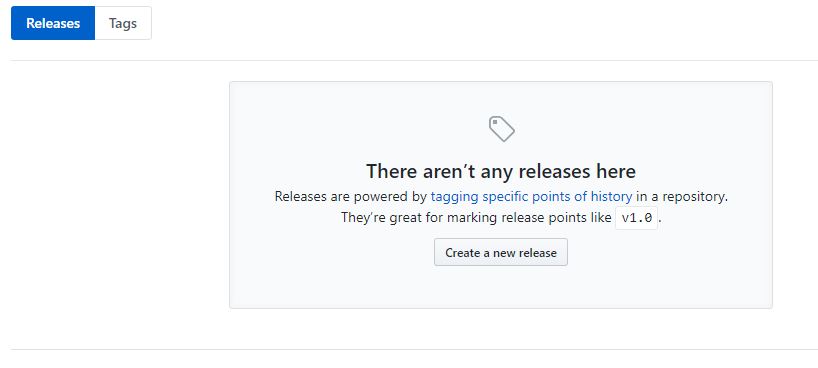 Releases Tags
There aren’t any releases here
Releases are powered by tagging specific points of history in a repository.
They’re great for marking release points like v1.0.
Create a new release